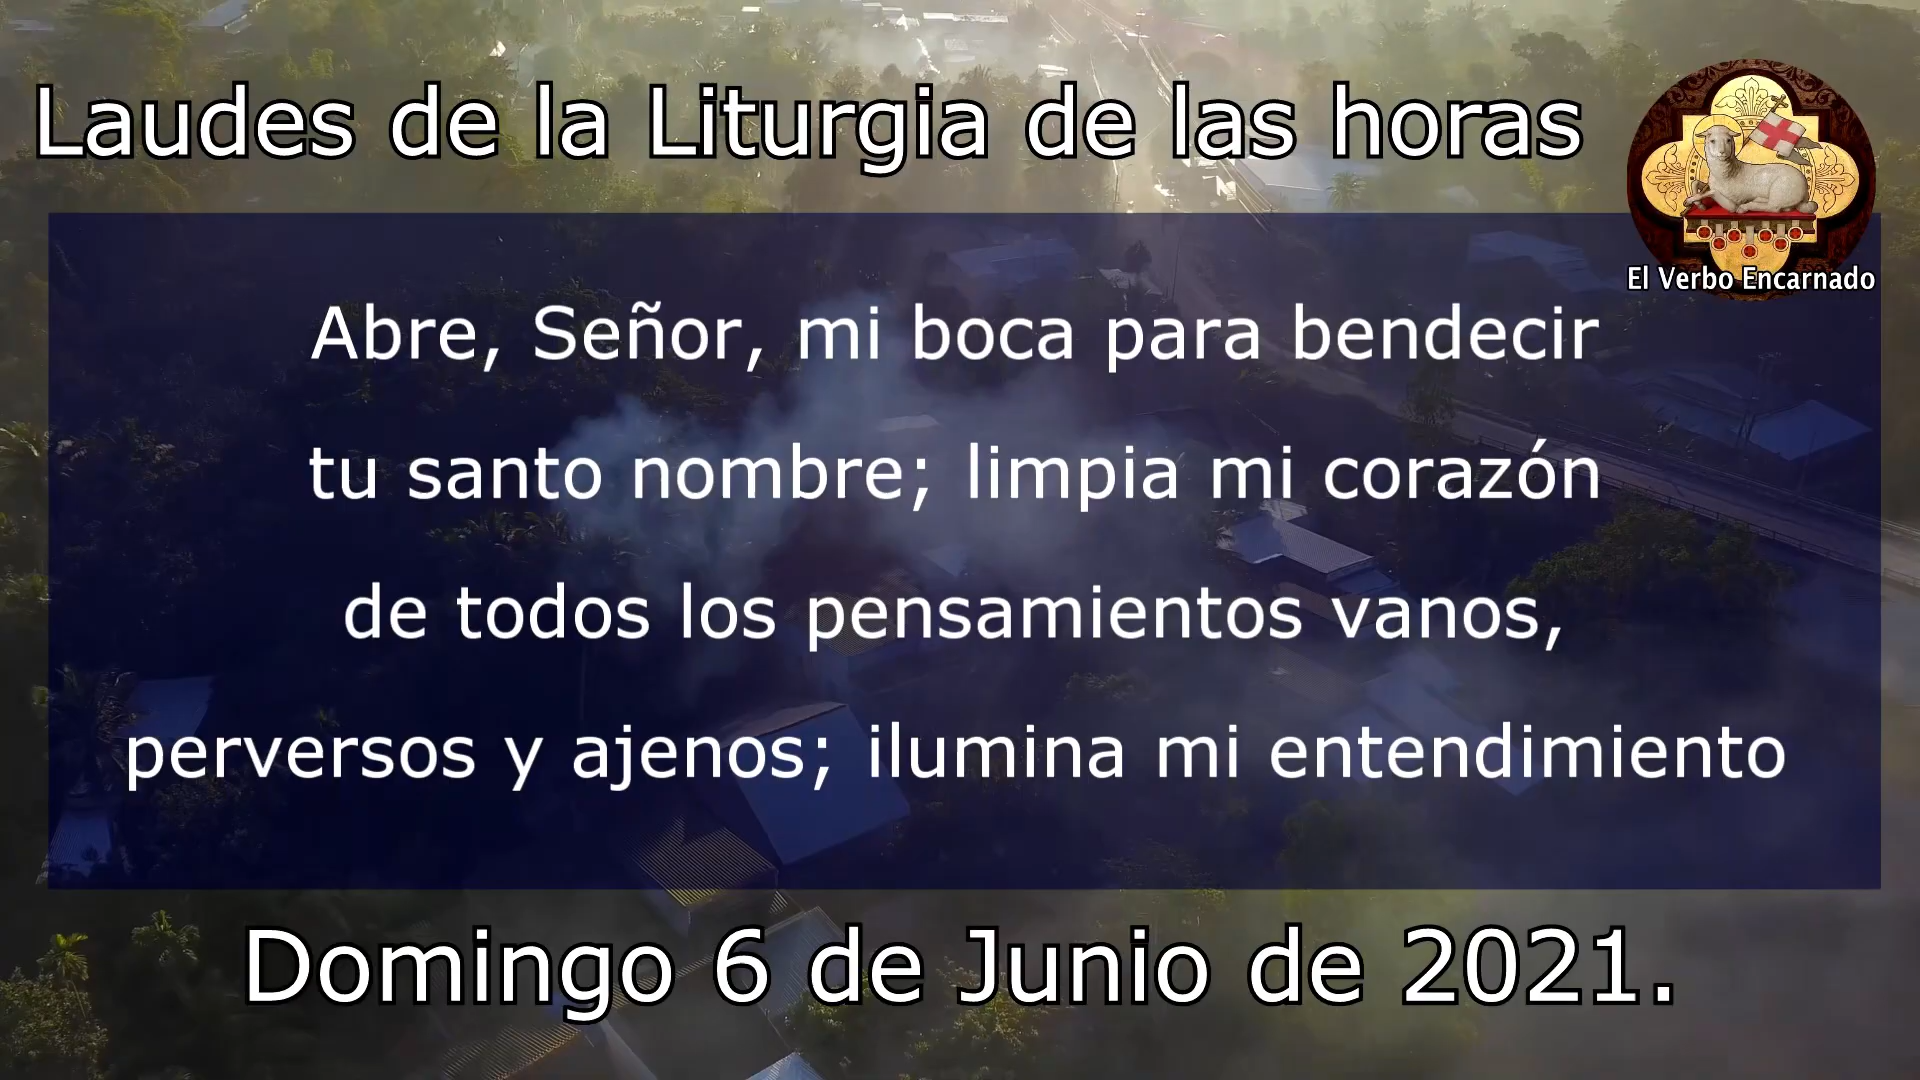 Laudes de la Liturgia de las horas
El Verbo Encarnado
Abre, Señor, mi boca para bendecir
tu santo nombre; limpia mi corazón
de todos los pensamientos vanos,
perversos y ajenos; ilumina mi entendimiento
Domingo 6 de Junio de 2021.